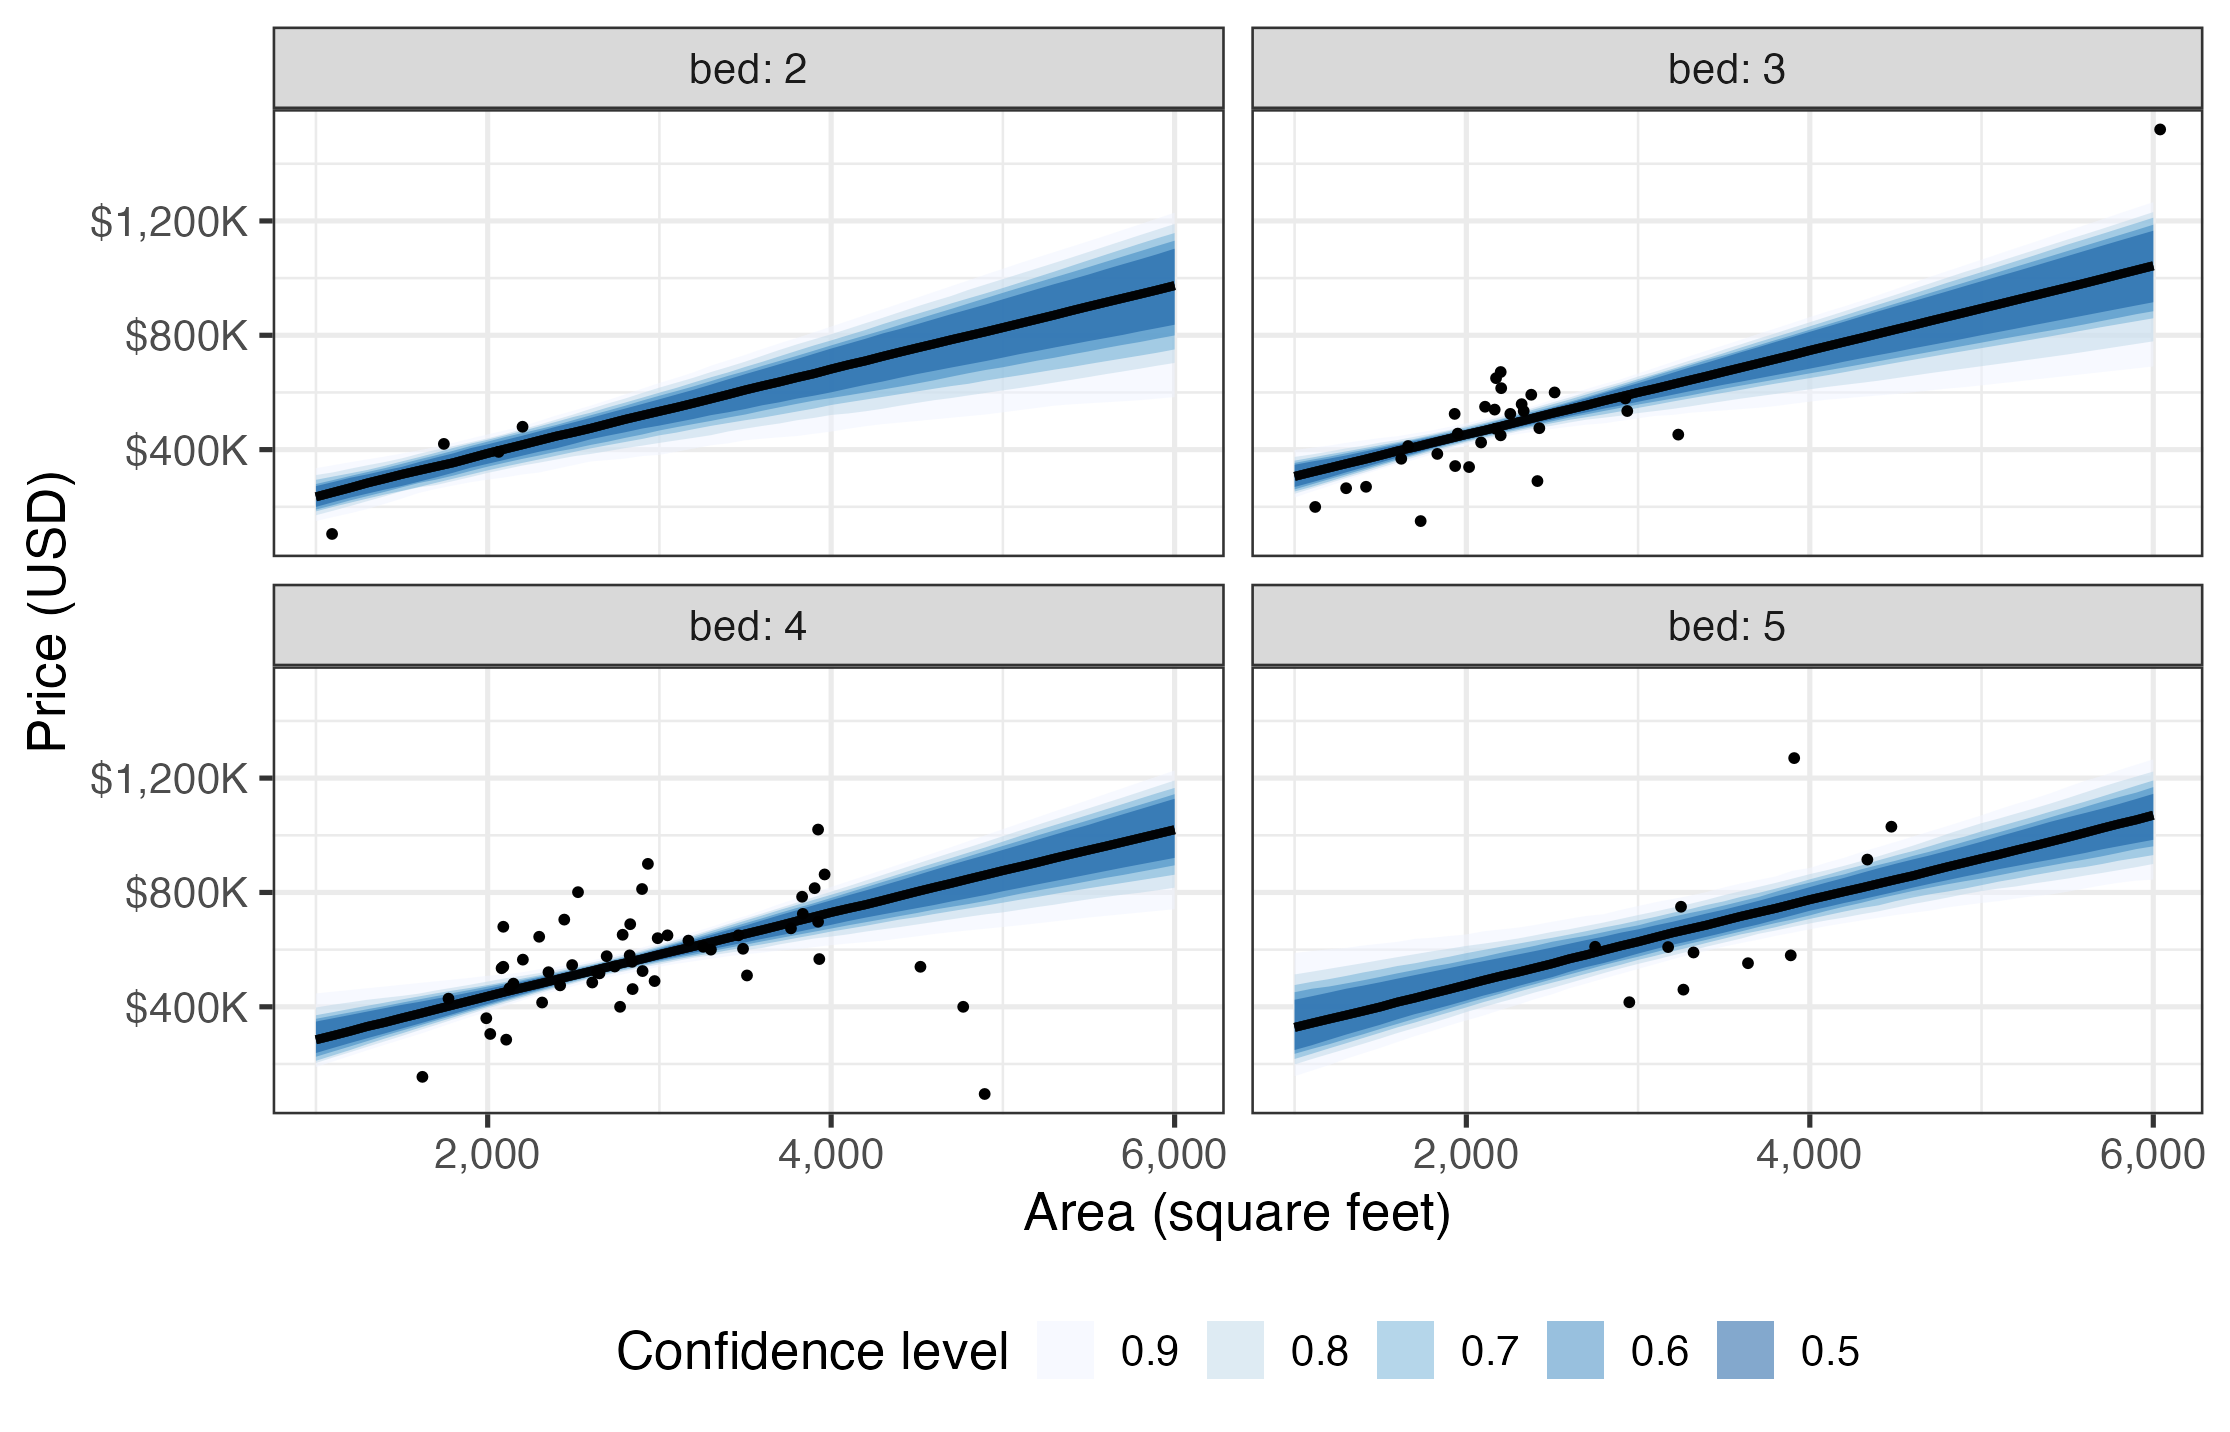 bed: 2
bed: 3
$1,200K
$800K
$400K
bed: 4
bed: 5
$1,200K
$800K
$400K
Price (USD)
2,000
4,000
6,000
2,000
4,000
6,000
Area (square feet)
Confidence level 0.9 0.8 0.7 0.6 0.5